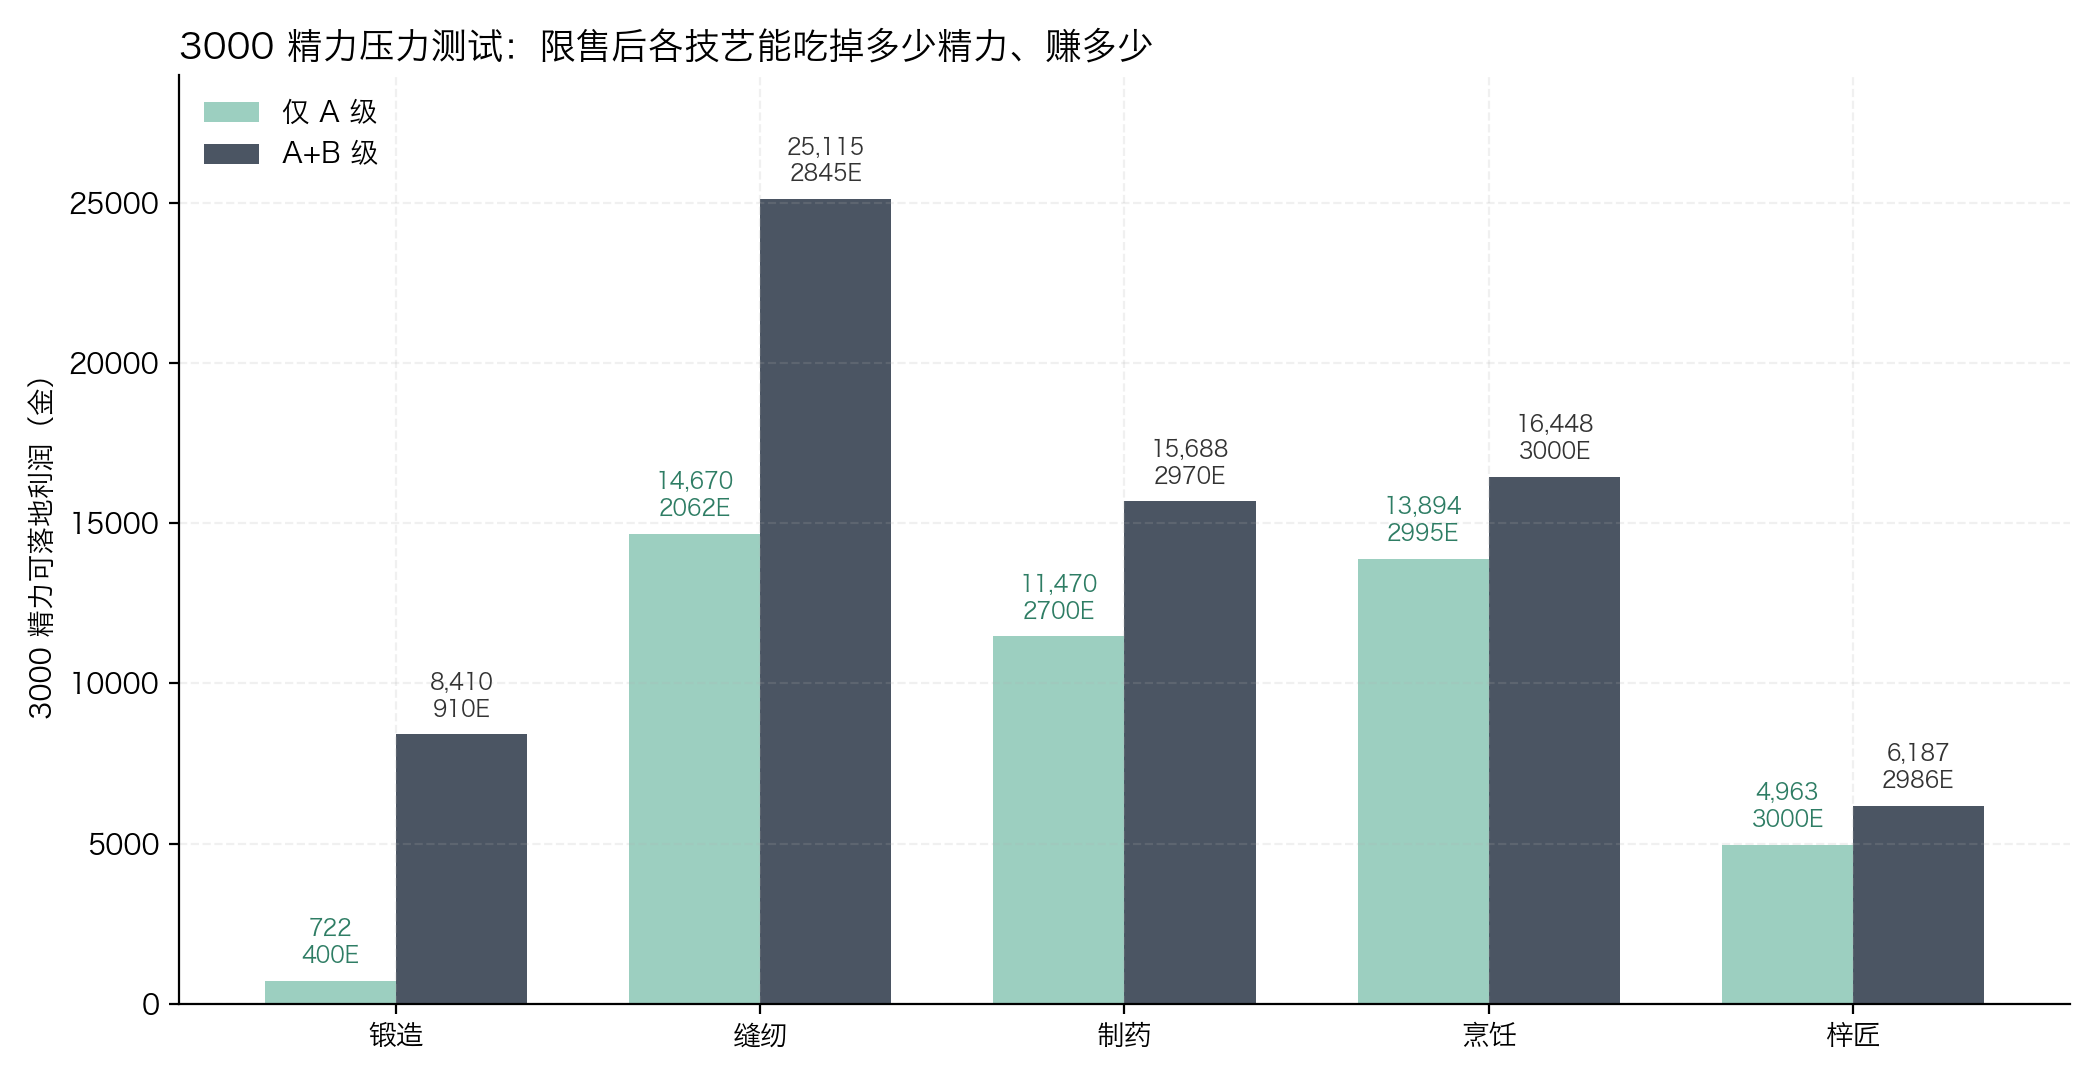 3000 精力压力测试：限售后各技艺能吃掉多少精力、赚多少
仅 A 级
A+B 级
3000 精力可落地利润（金）
25000
20000
15000
10000
5000
0
722
400E
8,410
910E
14,670
2062E
25,115
2845E
11,470
2700E
15,688
2970E
13,894
2995E
16,448
3000E
4,963
3000E
6,187
2986E
锻造
缝纫
制药
烹饪
梓匠